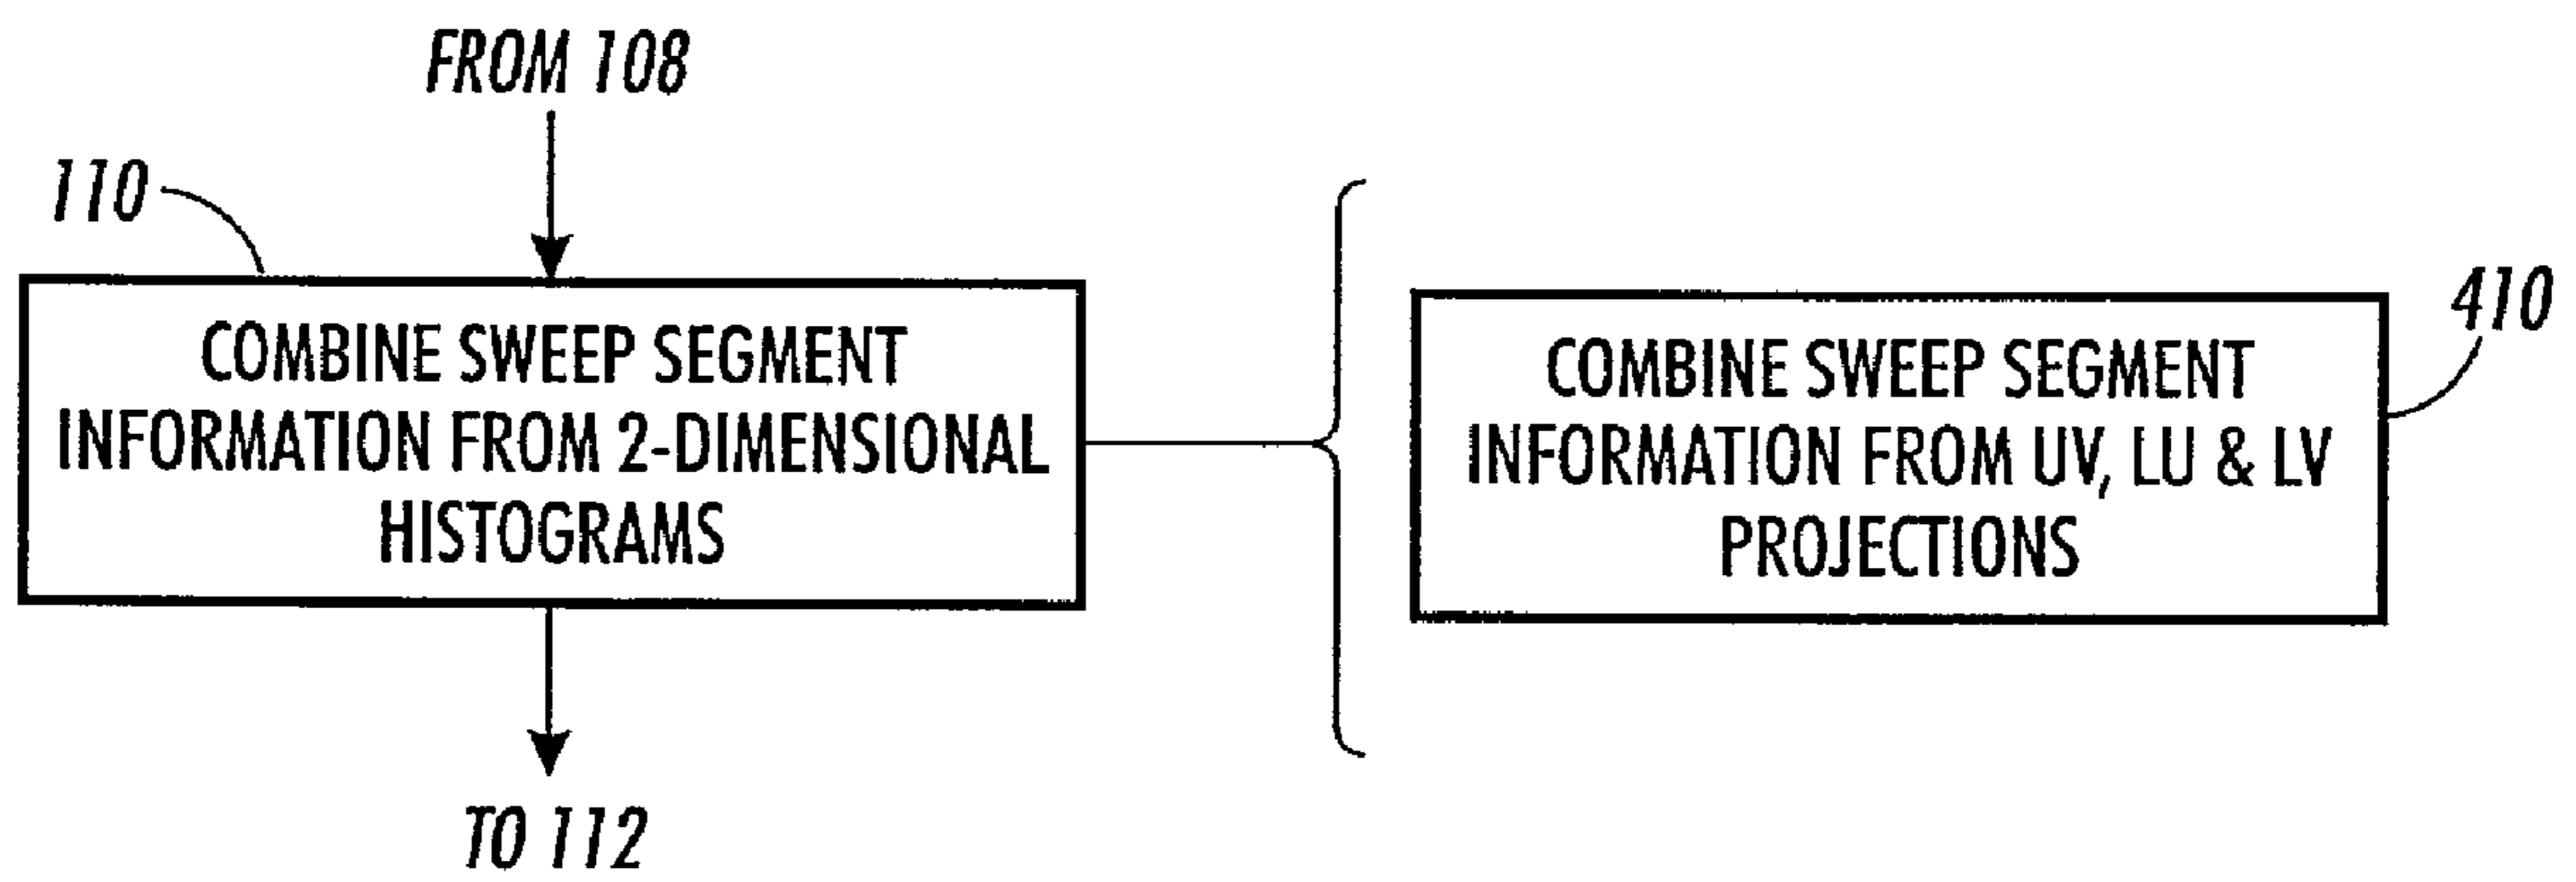 FROM 108
110
COMBINE SWEEP SEGMENT
INFORMATION FROM 2-DIMENSIONAL
HISTOGRAMS
TO 112
410
COMBINE SWEEP SEGMENT
INFORMATION FROM UV, LU & LV
PROJECTIONS